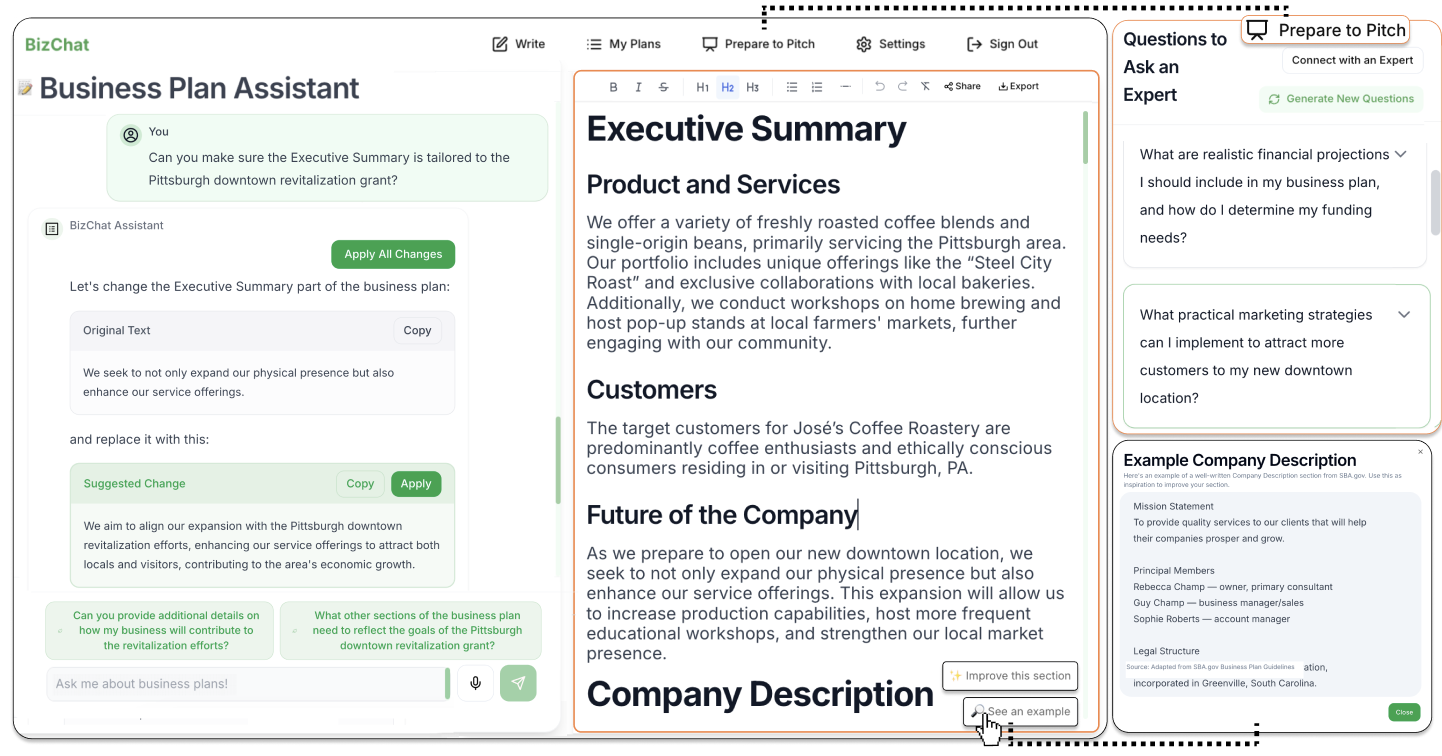 BizChat
Write
My Plans
Prepare to Pitch
Settings
Sign Out
Business Plan Assistant
You
Can you make sure the Executive Summary is tailored to the
Pittsburgh downtown revitalization grant?
BizChat Assistant
Apply All Changes
Let's change the Executive Summary part of the business plan:
Original Text
Copy
We seek to not only expand our physical presence but also
enhance our service offerings.
and replace it with this:
Suggested Change
Copy
Apply
We aim to align our expansion with the Pittsburgh downtown
revitalization efforts, enhancing our service offerings to attract both
locals and visitors, contributing to the area's economic growth.
Can you provide additional details on
how my business will contribute to
the revitalization efforts?
What other sections of the business plan
need to reflect the goals of the Pittsburgh
downtown revitalization grant?
Ask me about business plans!
B I S H1 H2 H3 Share Export
Executive Summary
Product and Services
We offer a variety of freshly roasted coffee blends and
single-origin beans, primarily servicing the Pittsburgh area.
Our portfolio includes unique offerings like the “Steel City
Roast” and exclusive collaborations with local bakeries.
Additionally, we conduct workshops on home brewing and
host pop-up stands at local farmers' markets, further
engaging with our community.
Customers
The target customers for José’s Coffee Roastery are
predominantly coffee enthusiasts and ethically conscious
consumers residing in or visiting Pittsburgh, PA.
Future of the Company
As we prepare to open our new downtown location, we
seek to not only expand our physical presence but also
enhance our service offerings. This expansion will allow us
to increase production capabilities, host more frequent
educational workshops, and strengthen our local market
presence.
Improve this section
Company Description
See an example
Prepare to Pitch
Questions to
Ask an
Expert
Connect with an Expert
Generate New Questions
What are realistic financial projections
I should include in my business plan,
and how do I determine my funding
needs?
What practical marketing strategies
can I implement to attract more
customers to my new downtown
location?
Example Company Description
Here's an example of a well-written Company Description section from SBA.gov. Use this as
inspiration to improve your section.
Mission Statement
To provide quality services to our clients that will help
their companies prosper and grow.
Principal Members
Rebecca Champ — owner, primary consultant
Guy Champ — business manager/sales
Sophie Roberts — account manager
Legal Structure
Source: Adapted from SBA.gov Business Plan Guidelines
ation,
incorporated in Greenville, South Carolina.
Close